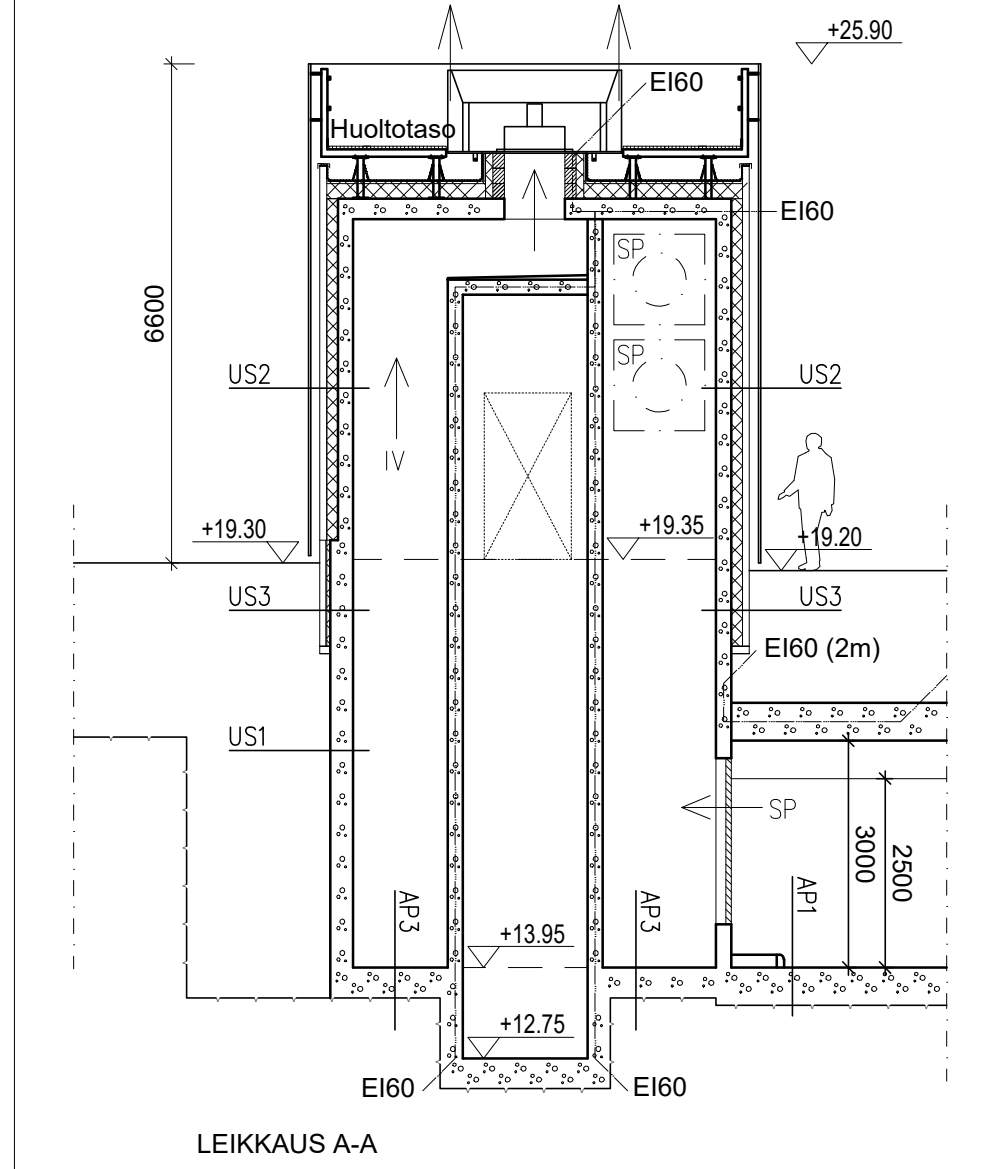 +25.90
EI60
Huoltotaso
EI60
SP
6600
SP
US2
US2
IV
+19.30
+19.35
+19.20
US3
US3
EI60 (2m)
US1
SP
3000
2500
AP3
AP3
AP1
+13.95
+12.75
EI60
EI60
LEIKKAUS A-A